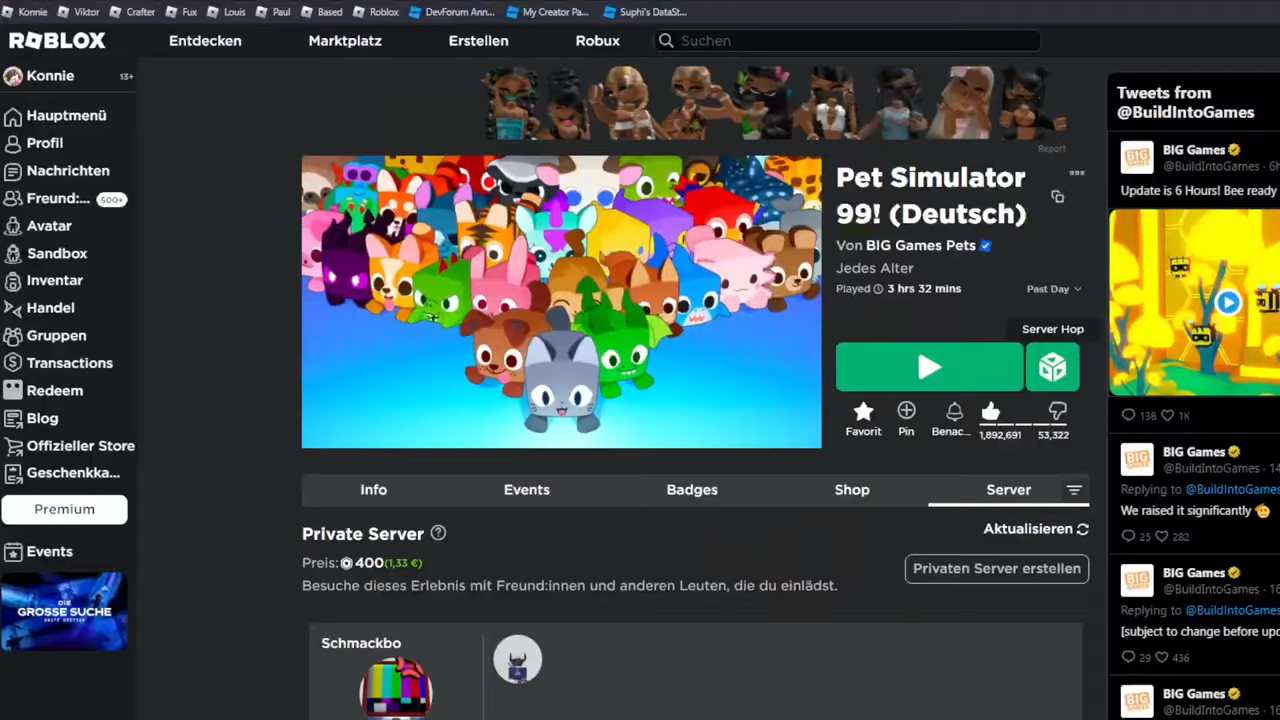 Konnie
Viktor
Crafter
Fux
Louis
Paul
Based
Roblox
DevForum Ann...
My Creator Pa...
Suphi's DataSt...
ROBLOX
Entdecken
Marktplatz
Erstellen
Robux
Suchen
Konnie
13+
Hauptmenü
Profil
Nachrichten
Freund:...
500+
Avatar
Sandbox
Inventar
Handel
Gruppen
Transactions
Redeem
Blog
Offizieller Store
Geschenkka...
Premium
Events
DIE
GROSSE SUCHE
Report
Pet Simulator
99! (Deutsch)
Von BIG Games Pets
Jedes Alter
Played 3 hrs 32 mins
Past Day
Server Hop
Favorit
Pin
Benac...
1,892,691
53,322
Info
Events
Badges
Shop
Server
Private Server
Aktualisieren
Preis: 400(1,33 €)
Privaten Server erstellen
Besuche dieses Erlebnis mit Freund:innen und anderen Leuten, die du einlädst.
Schmackbo
Tweets from
@BuildIntoGames
BIG Games
@BuildIntoGames · 6h
Update is 6 Hours! Bee ready
138 1K
BIG Games
@BuildIntoGames · 14
Replying to @BuildIntoGames
We raised it significantly
25 282
BIG Games
@BuildIntoGames · 16
Replying to @BuildIntoGames
[subject to change before upd
29 436
BIG Games
@BuildIntoGames · 16